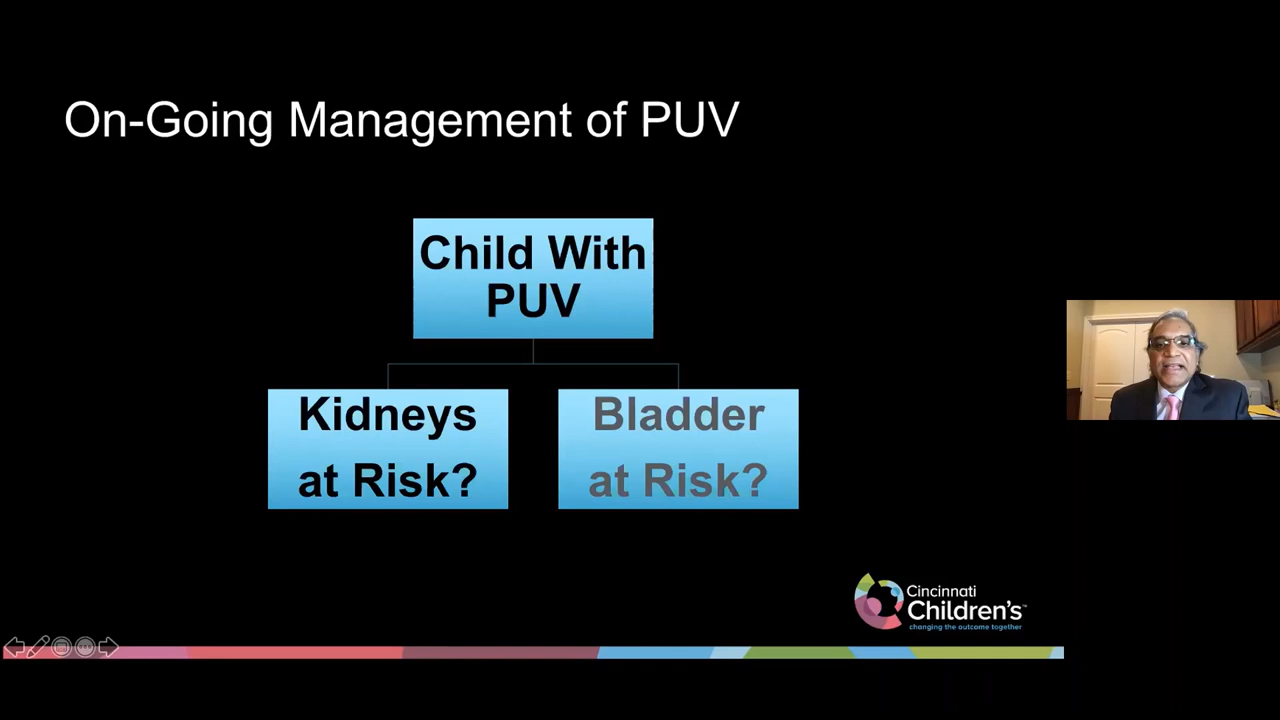 On-Going Management of PUV
Child With
PUV
Kidneys
at Risk?
Bladder
at Risk?
Cincinnati
Children's™
changing the outcome together